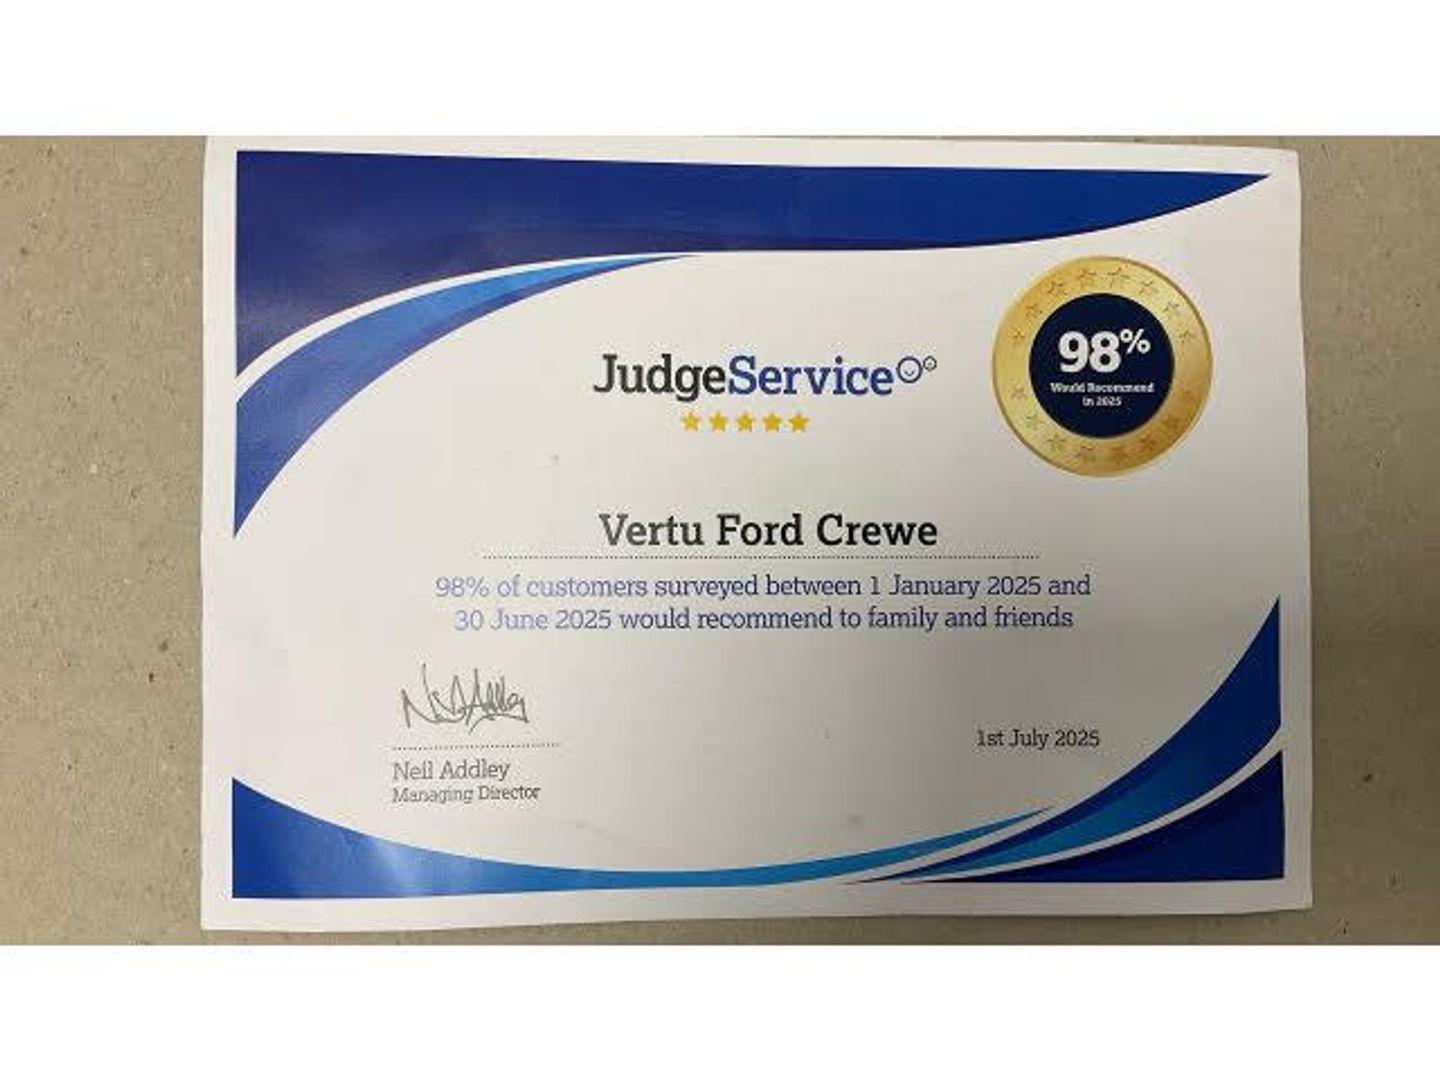 JudgeService
98%
Would Recommend
in 2025
Vertu Ford Crewe
98% of customers surveyed between 1 January 2025 and
30 June 2025 would recommend to family and friends
1st July 2025
Neil Addley
Managing Director